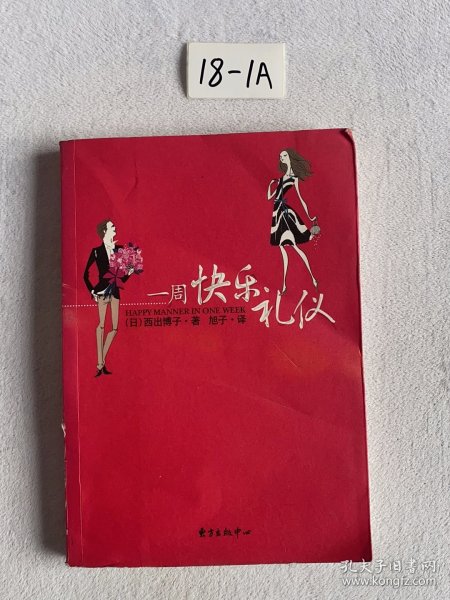 18-1A
一周快乐礼仪
HAPPY MANNER IN ONE WEEK
(日)西出博子·著 旭子·译
东方出版中心
孔夫子旧书网
www.kongfz.com